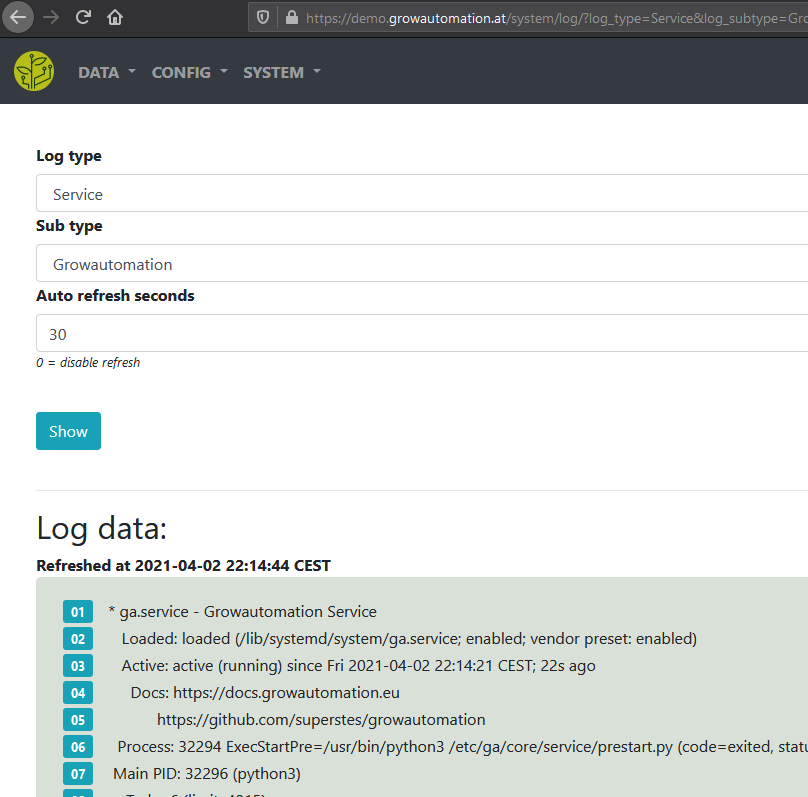 https://demo.growautomation.at/system/log/?log_type=Service&log_subtype=Gro
DATA CONFIG SYSTEM
Log type
Service
Sub type
Growautomation
Auto refresh seconds
30
0 = disable refresh
Show
Log data:
Refreshed at 2021-04-02 22:14:44 CEST
01 * ga.service - Growautomation Service
02 Loaded: loaded (/lib/systemd/system/ga.service; enabled; vendor preset: enabled)
03 Active: active (running) since Fri 2021-04-02 22:14:21 CEST; 22s ago
04 Docs: https://docs.growautomation.eu
05 https://github.com/superstes/growautomation
06 Process: 32294 ExecStartPre=/usr/bin/python3 /etc/ga/core/service/prestart.py (code=exited, statu
07 Main PID: 32296 (python3)